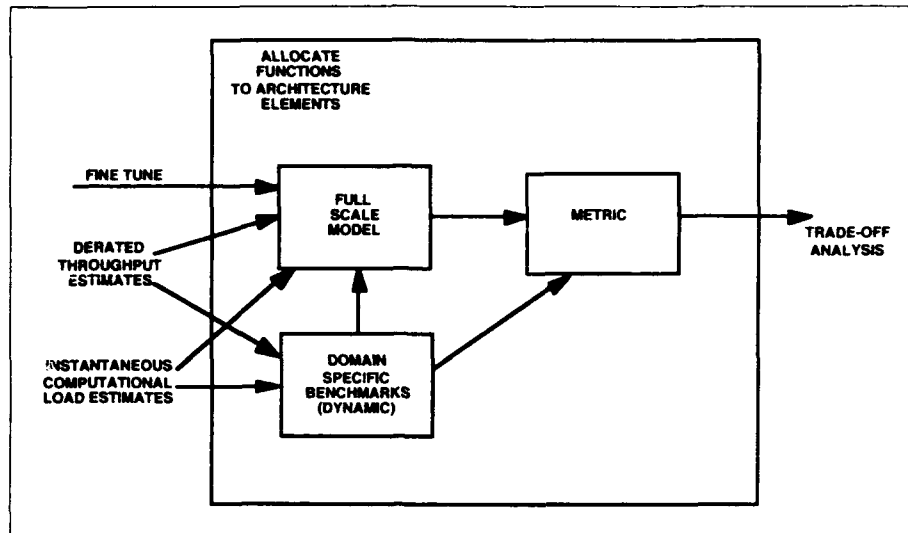 ALLOCATE
FUNCTIONS
TO ARCHITECTURE
ELEMENTS
FINE TUNE
FULL
SCALE
MODEL
METRIC
TRADE-OFF
ANALYSIS
DERATED
THROUGHPUT
ESTIMATES
INSTANTANEOUS
COMPUTATIONAL
LOAD ESTIMATES
DOMAIN
SPECIFIC
BENCHMARKS
(DYNAMIC)